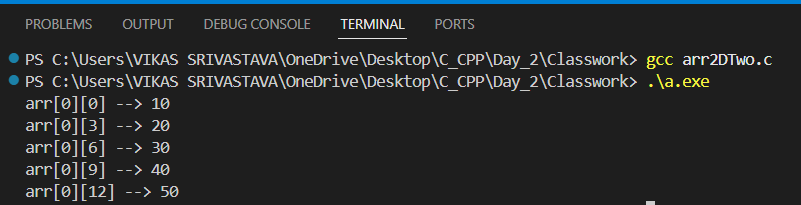 PROBLEMS OUTPUT DEBUG CONSOLE TERMINAL PORTS
PS C:\Users\VIKAS SRIVASTAVA\OneDrive\Desktop\C_CPP\Day_2\Classwork> gcc arr2DTwo.c
PS C:\Users\VIKAS SRIVASTAVA\OneDrive\Desktop\C_CPP\Day_2\Classwork> .\a.exe
arr[0][0] --> 10
arr[0][3] --> 20
arr[0][6] --> 30
arr[0][9] --> 40
arr[0][12] --> 50